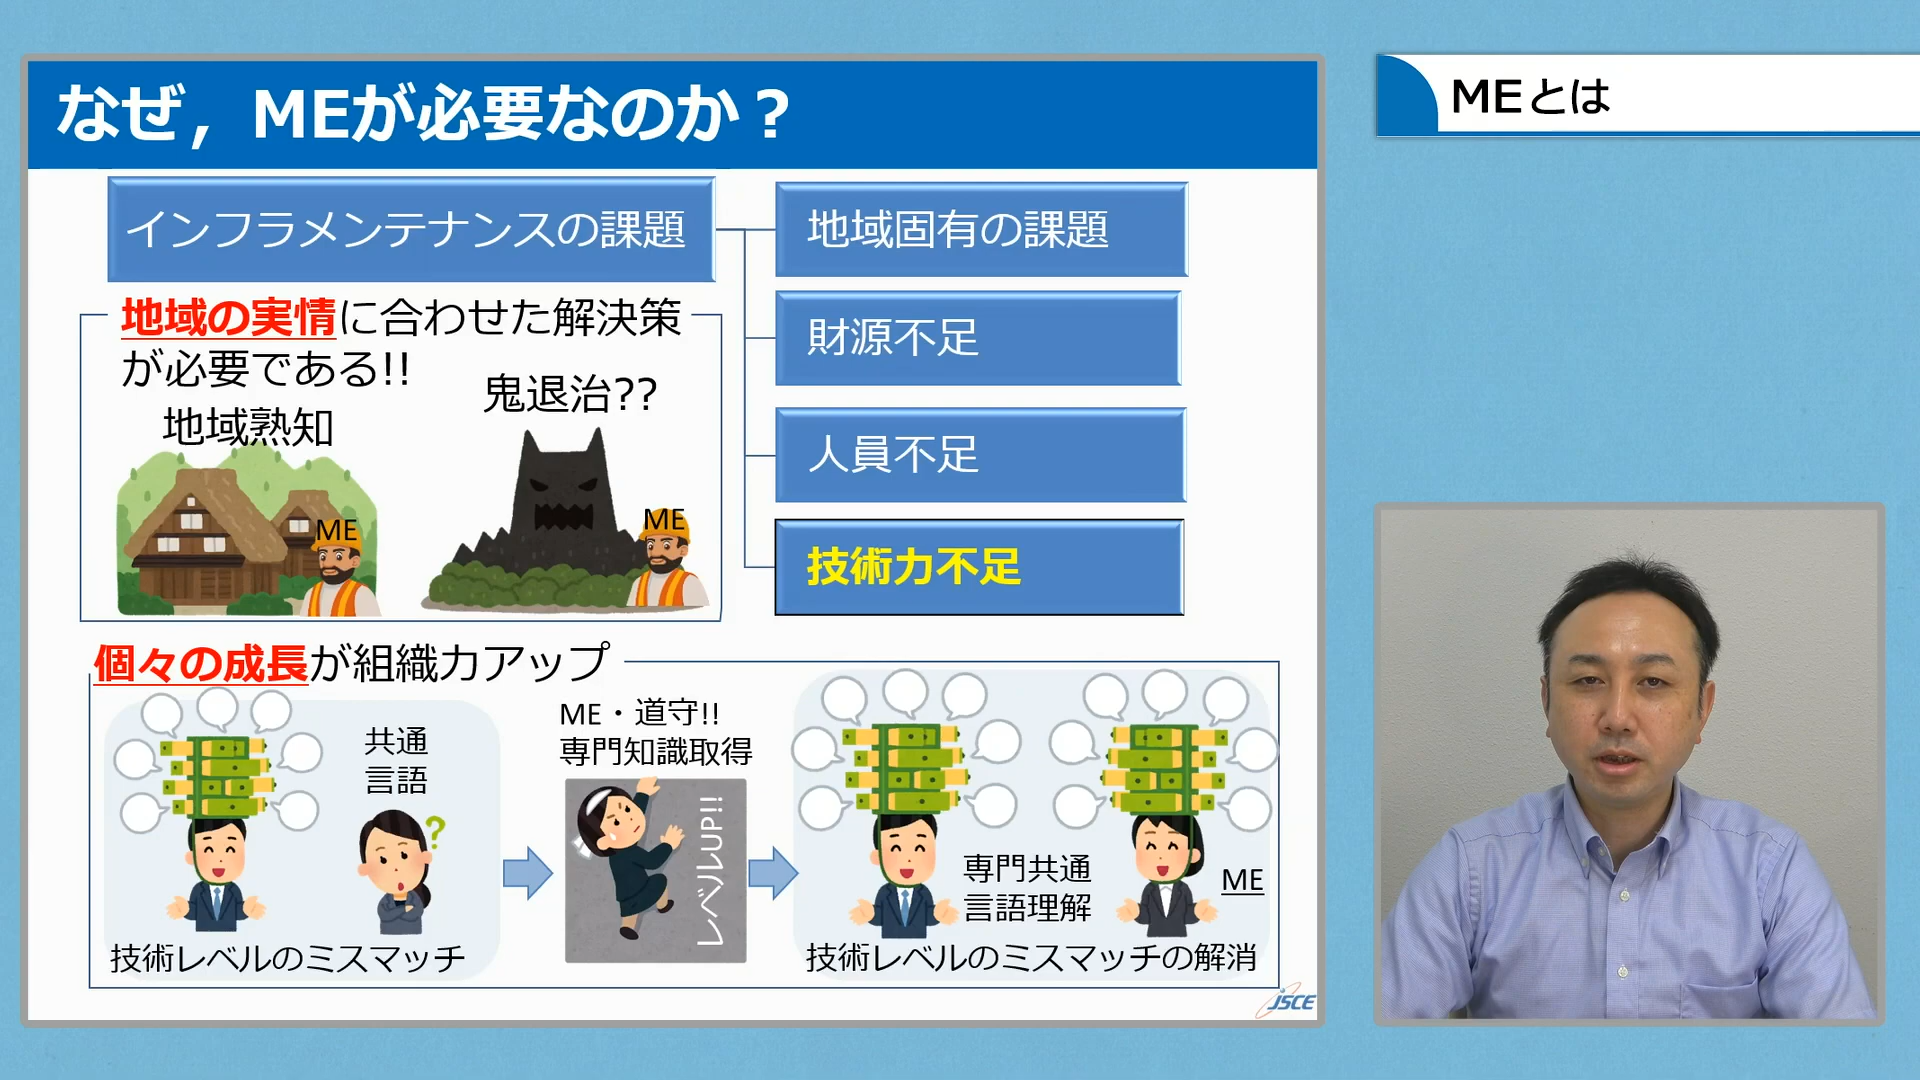 なぜ，MEが必要なのか？
MEとは
インフラメンテナンスの課題
地域固有の課題
財源不足
人員不足
技術力不足
地域の実情に合わせた解決策
が必要である!!
地域熟知
鬼退治??
ME
ME
個々の成長が組織力アップ
共通
言語
技術レベルのミスマッチ
ME・道守!!
専門知識取得
レベルUP!!
専門共通
言語理解
ME
技術レベルのミスマッチの解消
JSCE